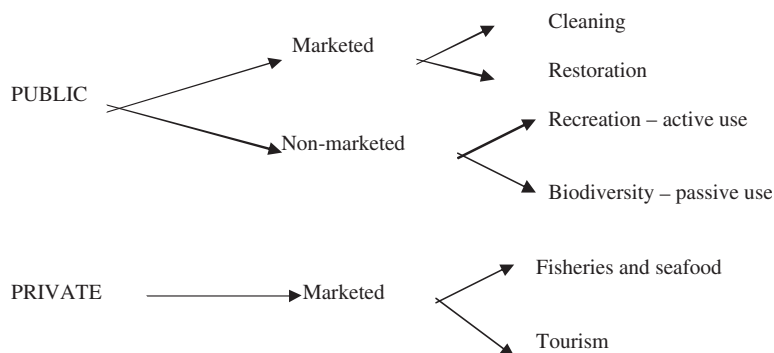 Cleaning
Marketed
Restoration
PUBLIC
Recreation – active use
Non-marketed
Biodiversity – passive use
Fisheries and seafood
PRIVATE
Marketed
Tourism